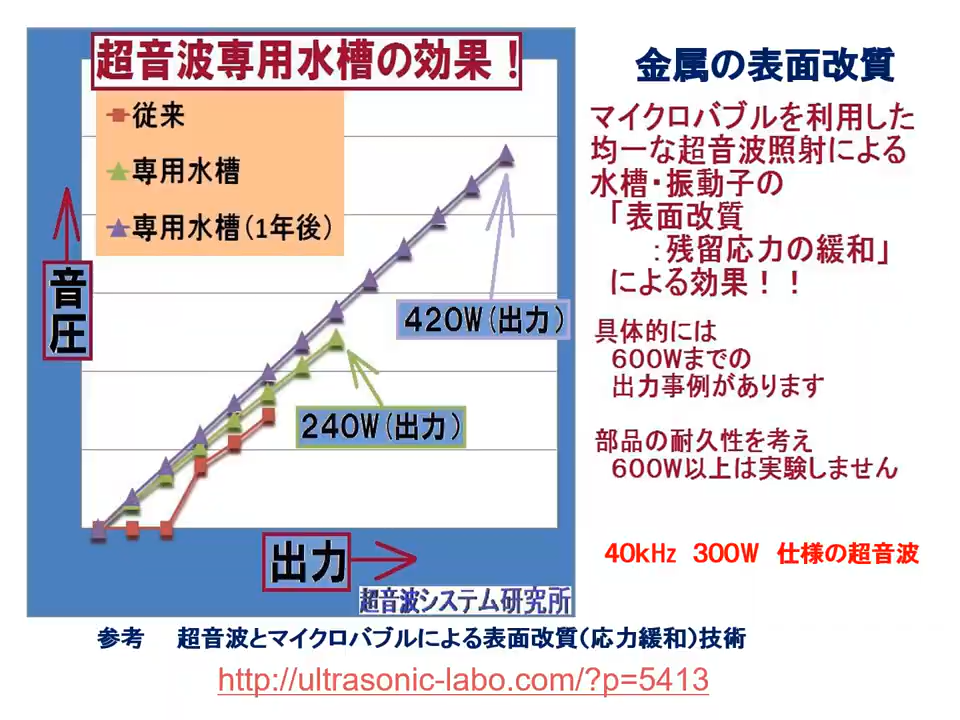 超音波専用水槽の効果！
従来
専用水槽
専用水槽(1年後)
音圧
420W(出力)
240W(出力)
出力
超音波システム研究所
金属の表面改質
マイクロバブルを利用した
均一な超音波照射による
水槽・振動子の
「表面改質
：残留応力の緩和」
による効果！！
具体的には
600Wまでの
出力事例があります
部品の耐久性を考え
600W以上は実験しません
40kHz 300W 仕様の超音波
参考 超音波とマイクロバブルによる表面改質(応力緩和)技術
http://ultrasonic-labo.com/?p=5413